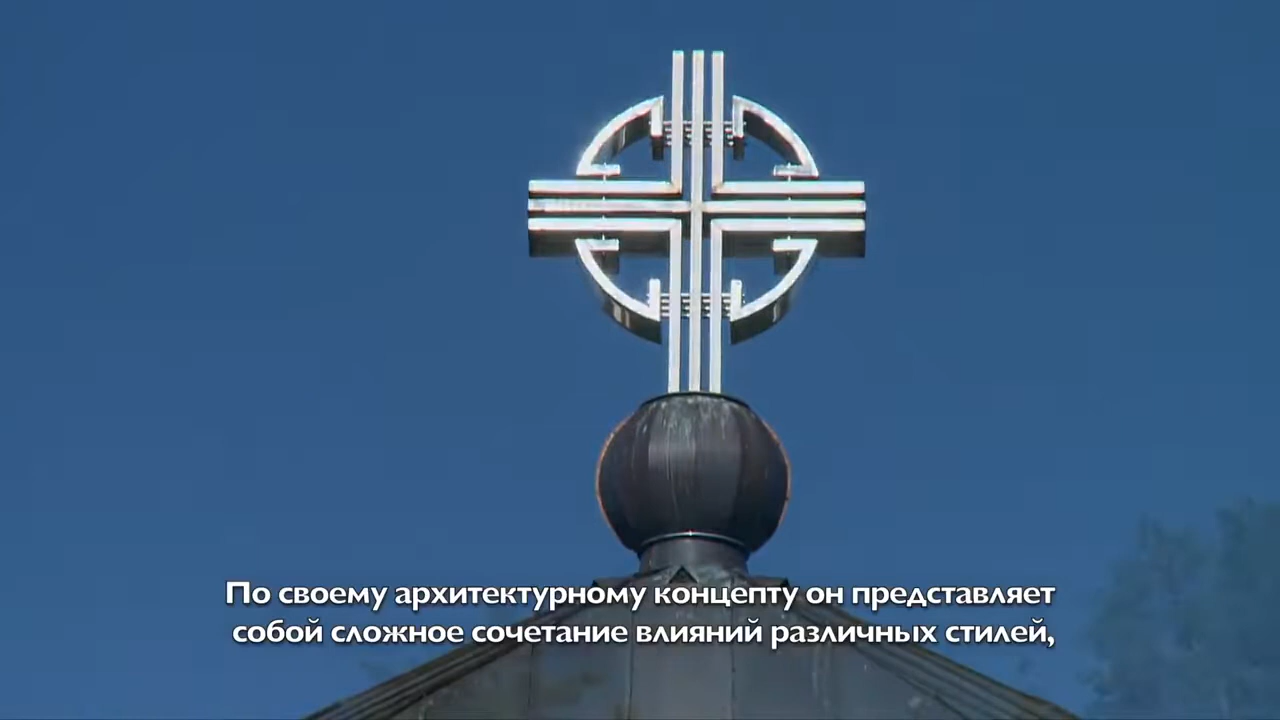 По своему архитектурному концепту он представляет
собой сложное сочетание влияний различных стилей,